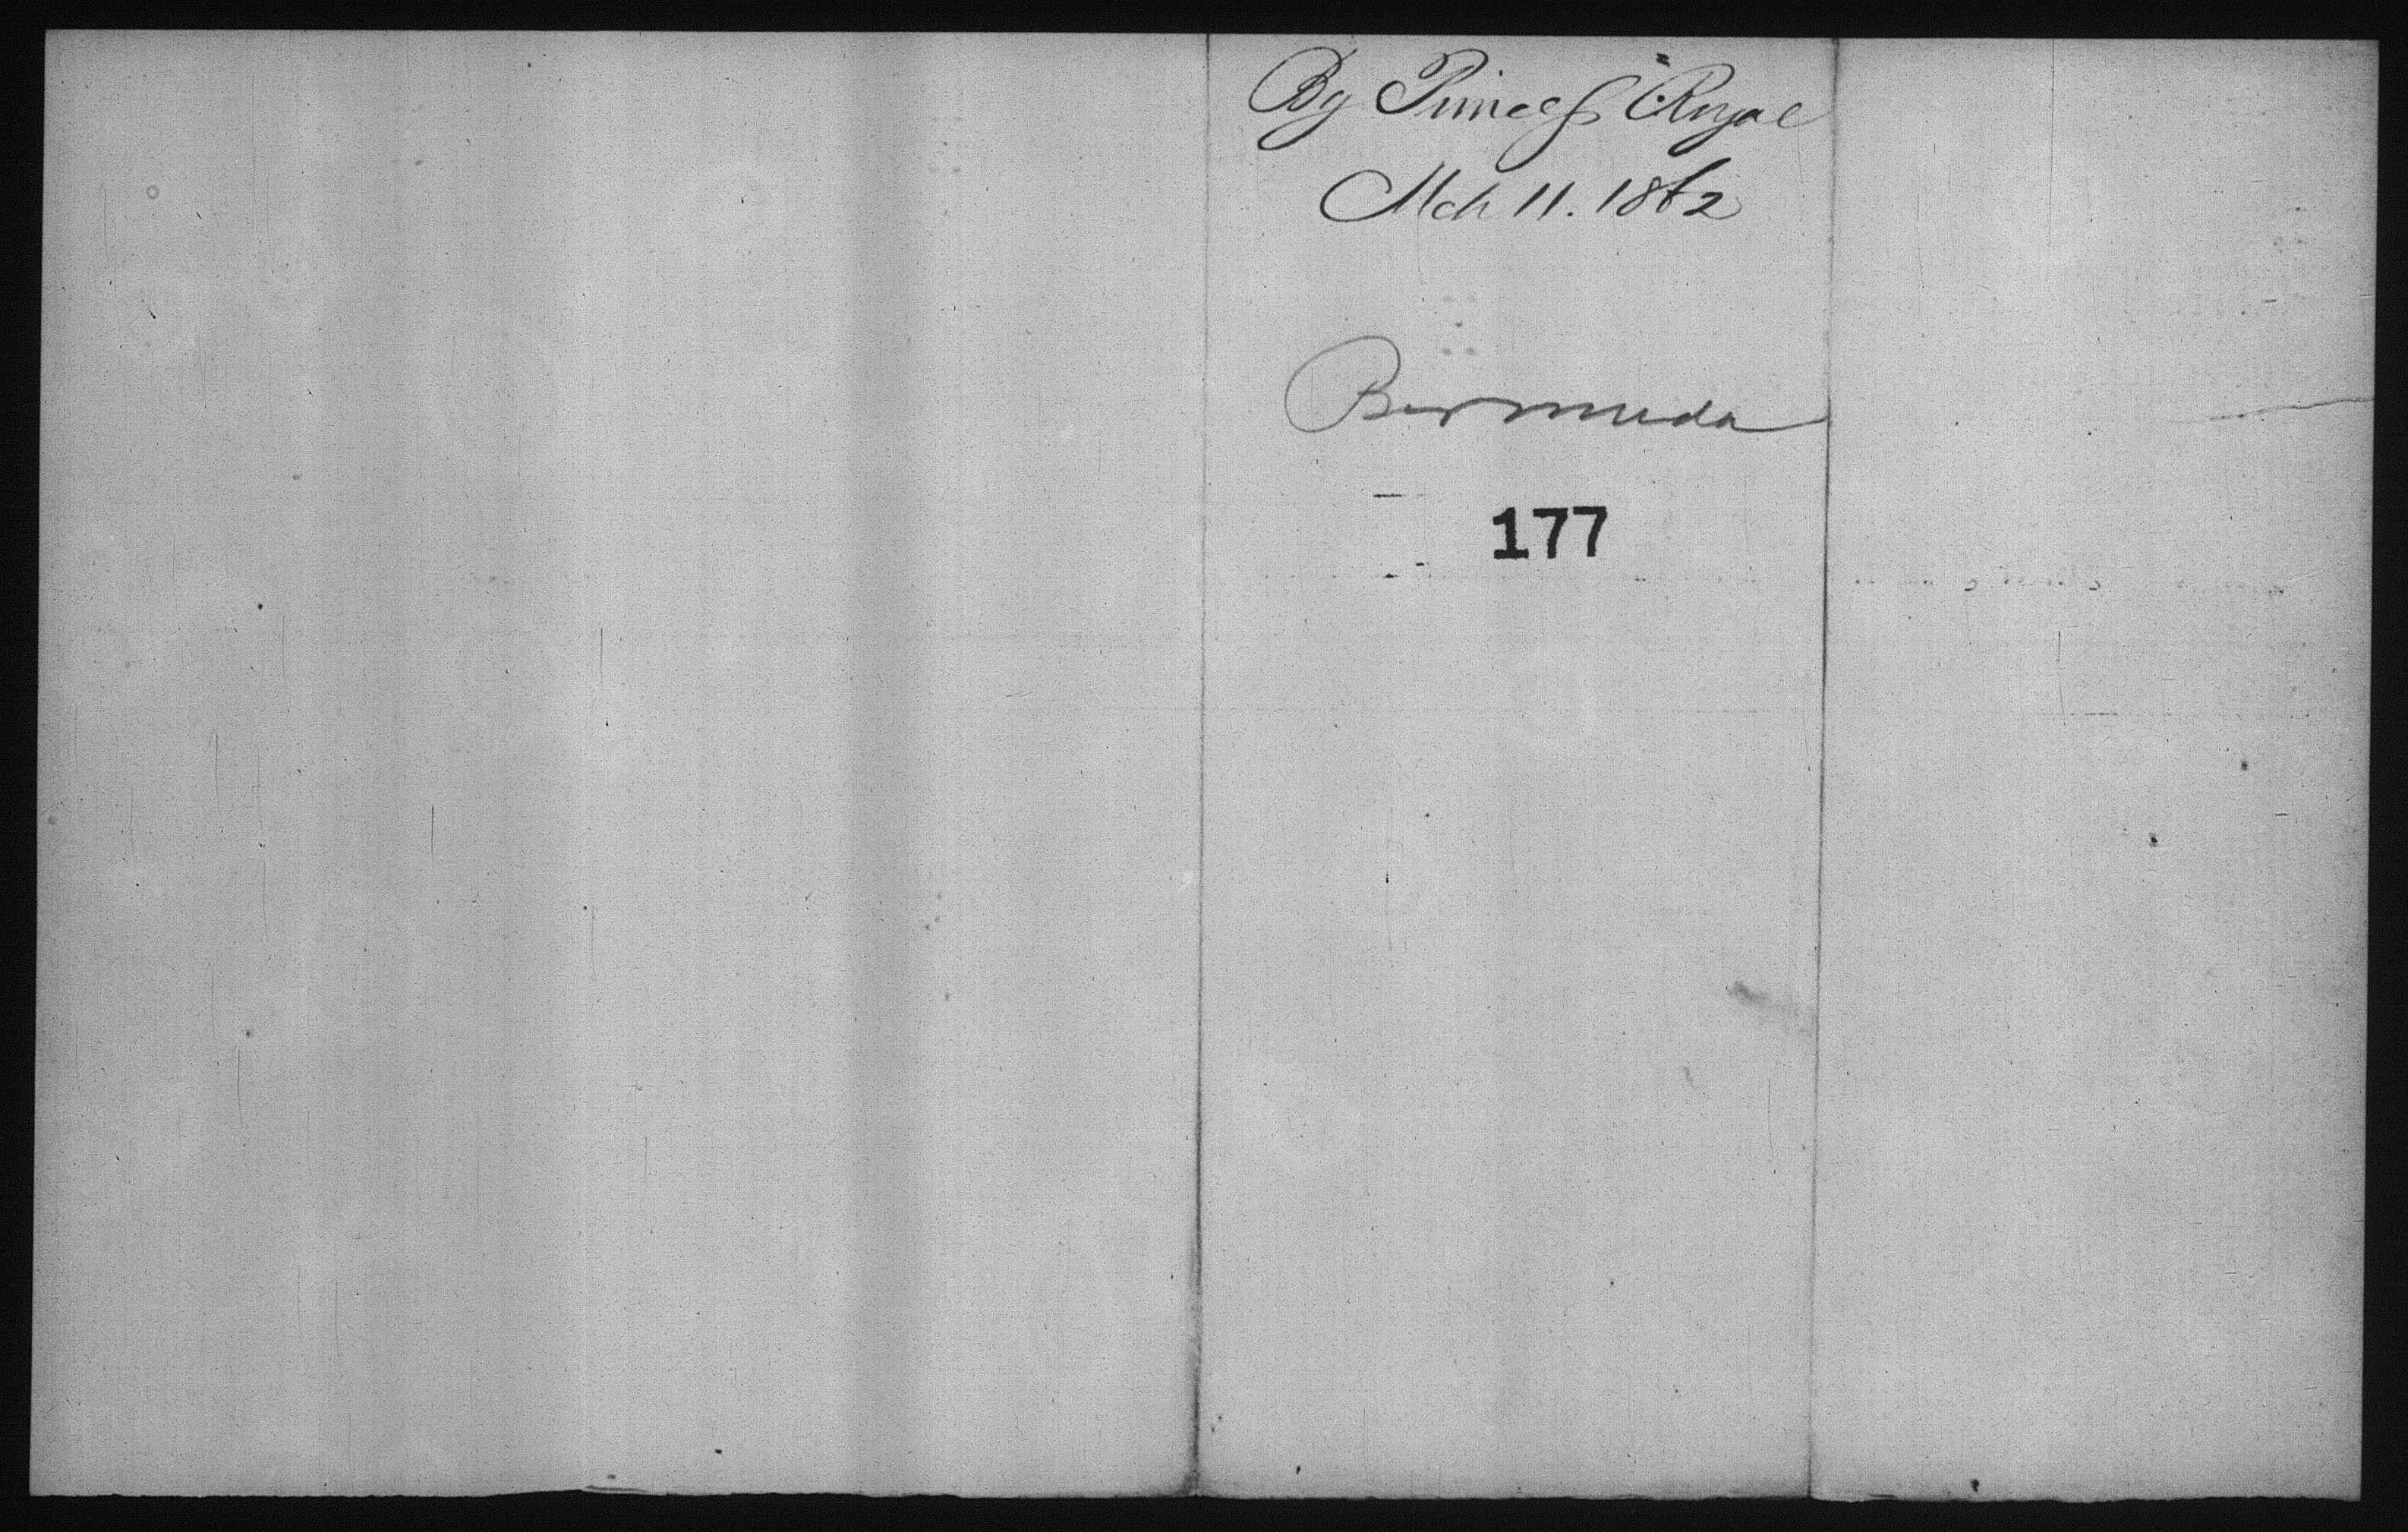 By Princess Royal
Mch 11. 1862
Bermuda
177